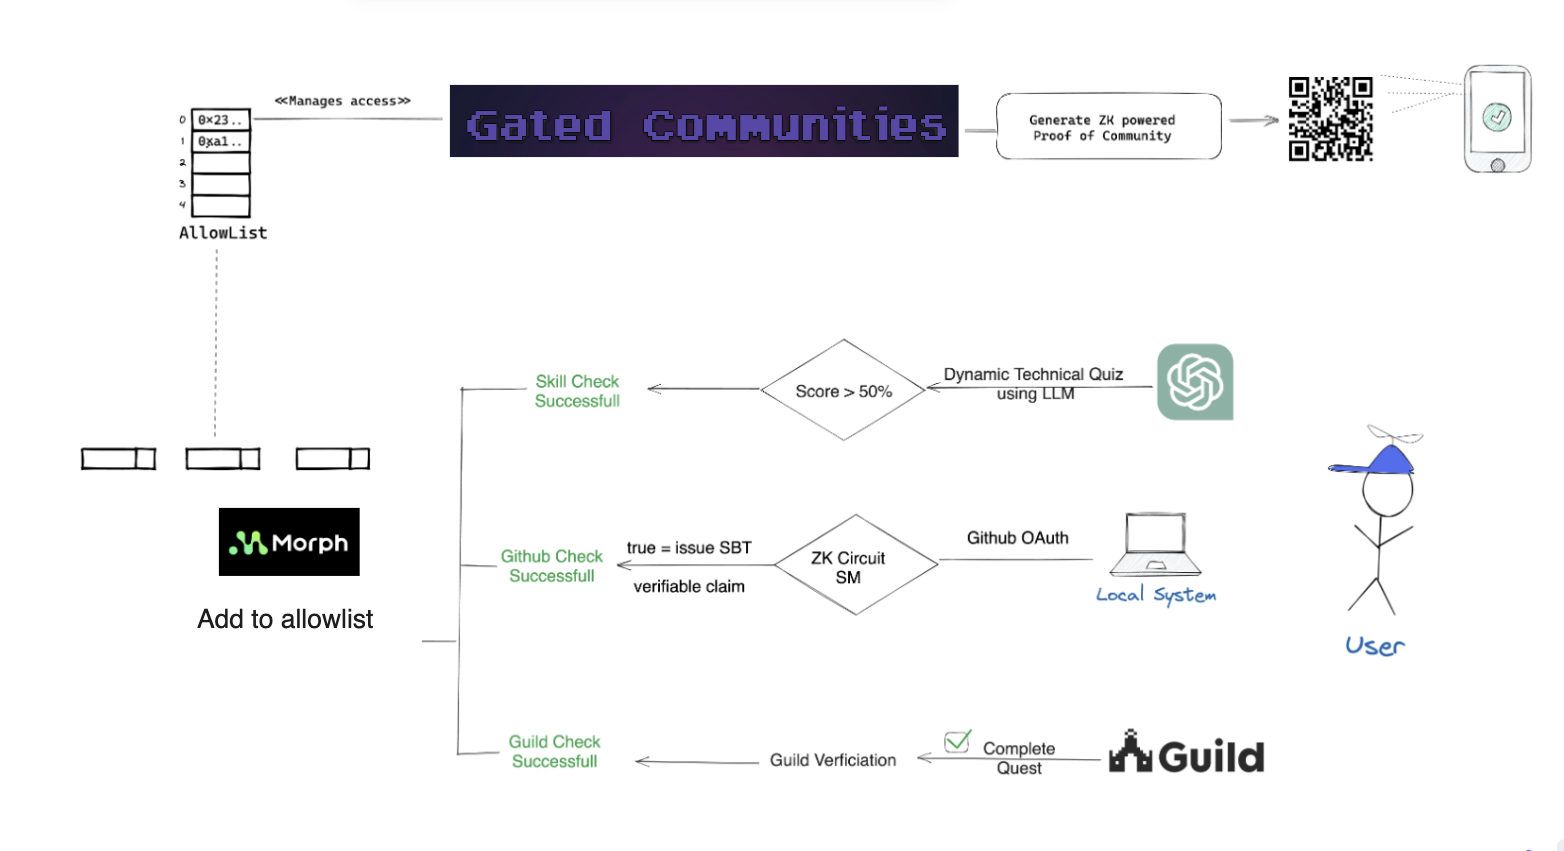 «Manages access»
Gated Communities
Generate ZK powered
Proof of Community
0 0x23..
1 0xa1..
2
3
4
AllowList
Skill Check
Successfull
Score > 50%
Dynamic Technical Quiz
using LLM
Morph
Add to allowlist
Github Check
Successfull
true = issue SBT
verifiable claim
ZK Circuit
SM
Github OAuth
Local System
User
Guild Check
Successfull
Guild Verficiation
Complete
Quest
Guild